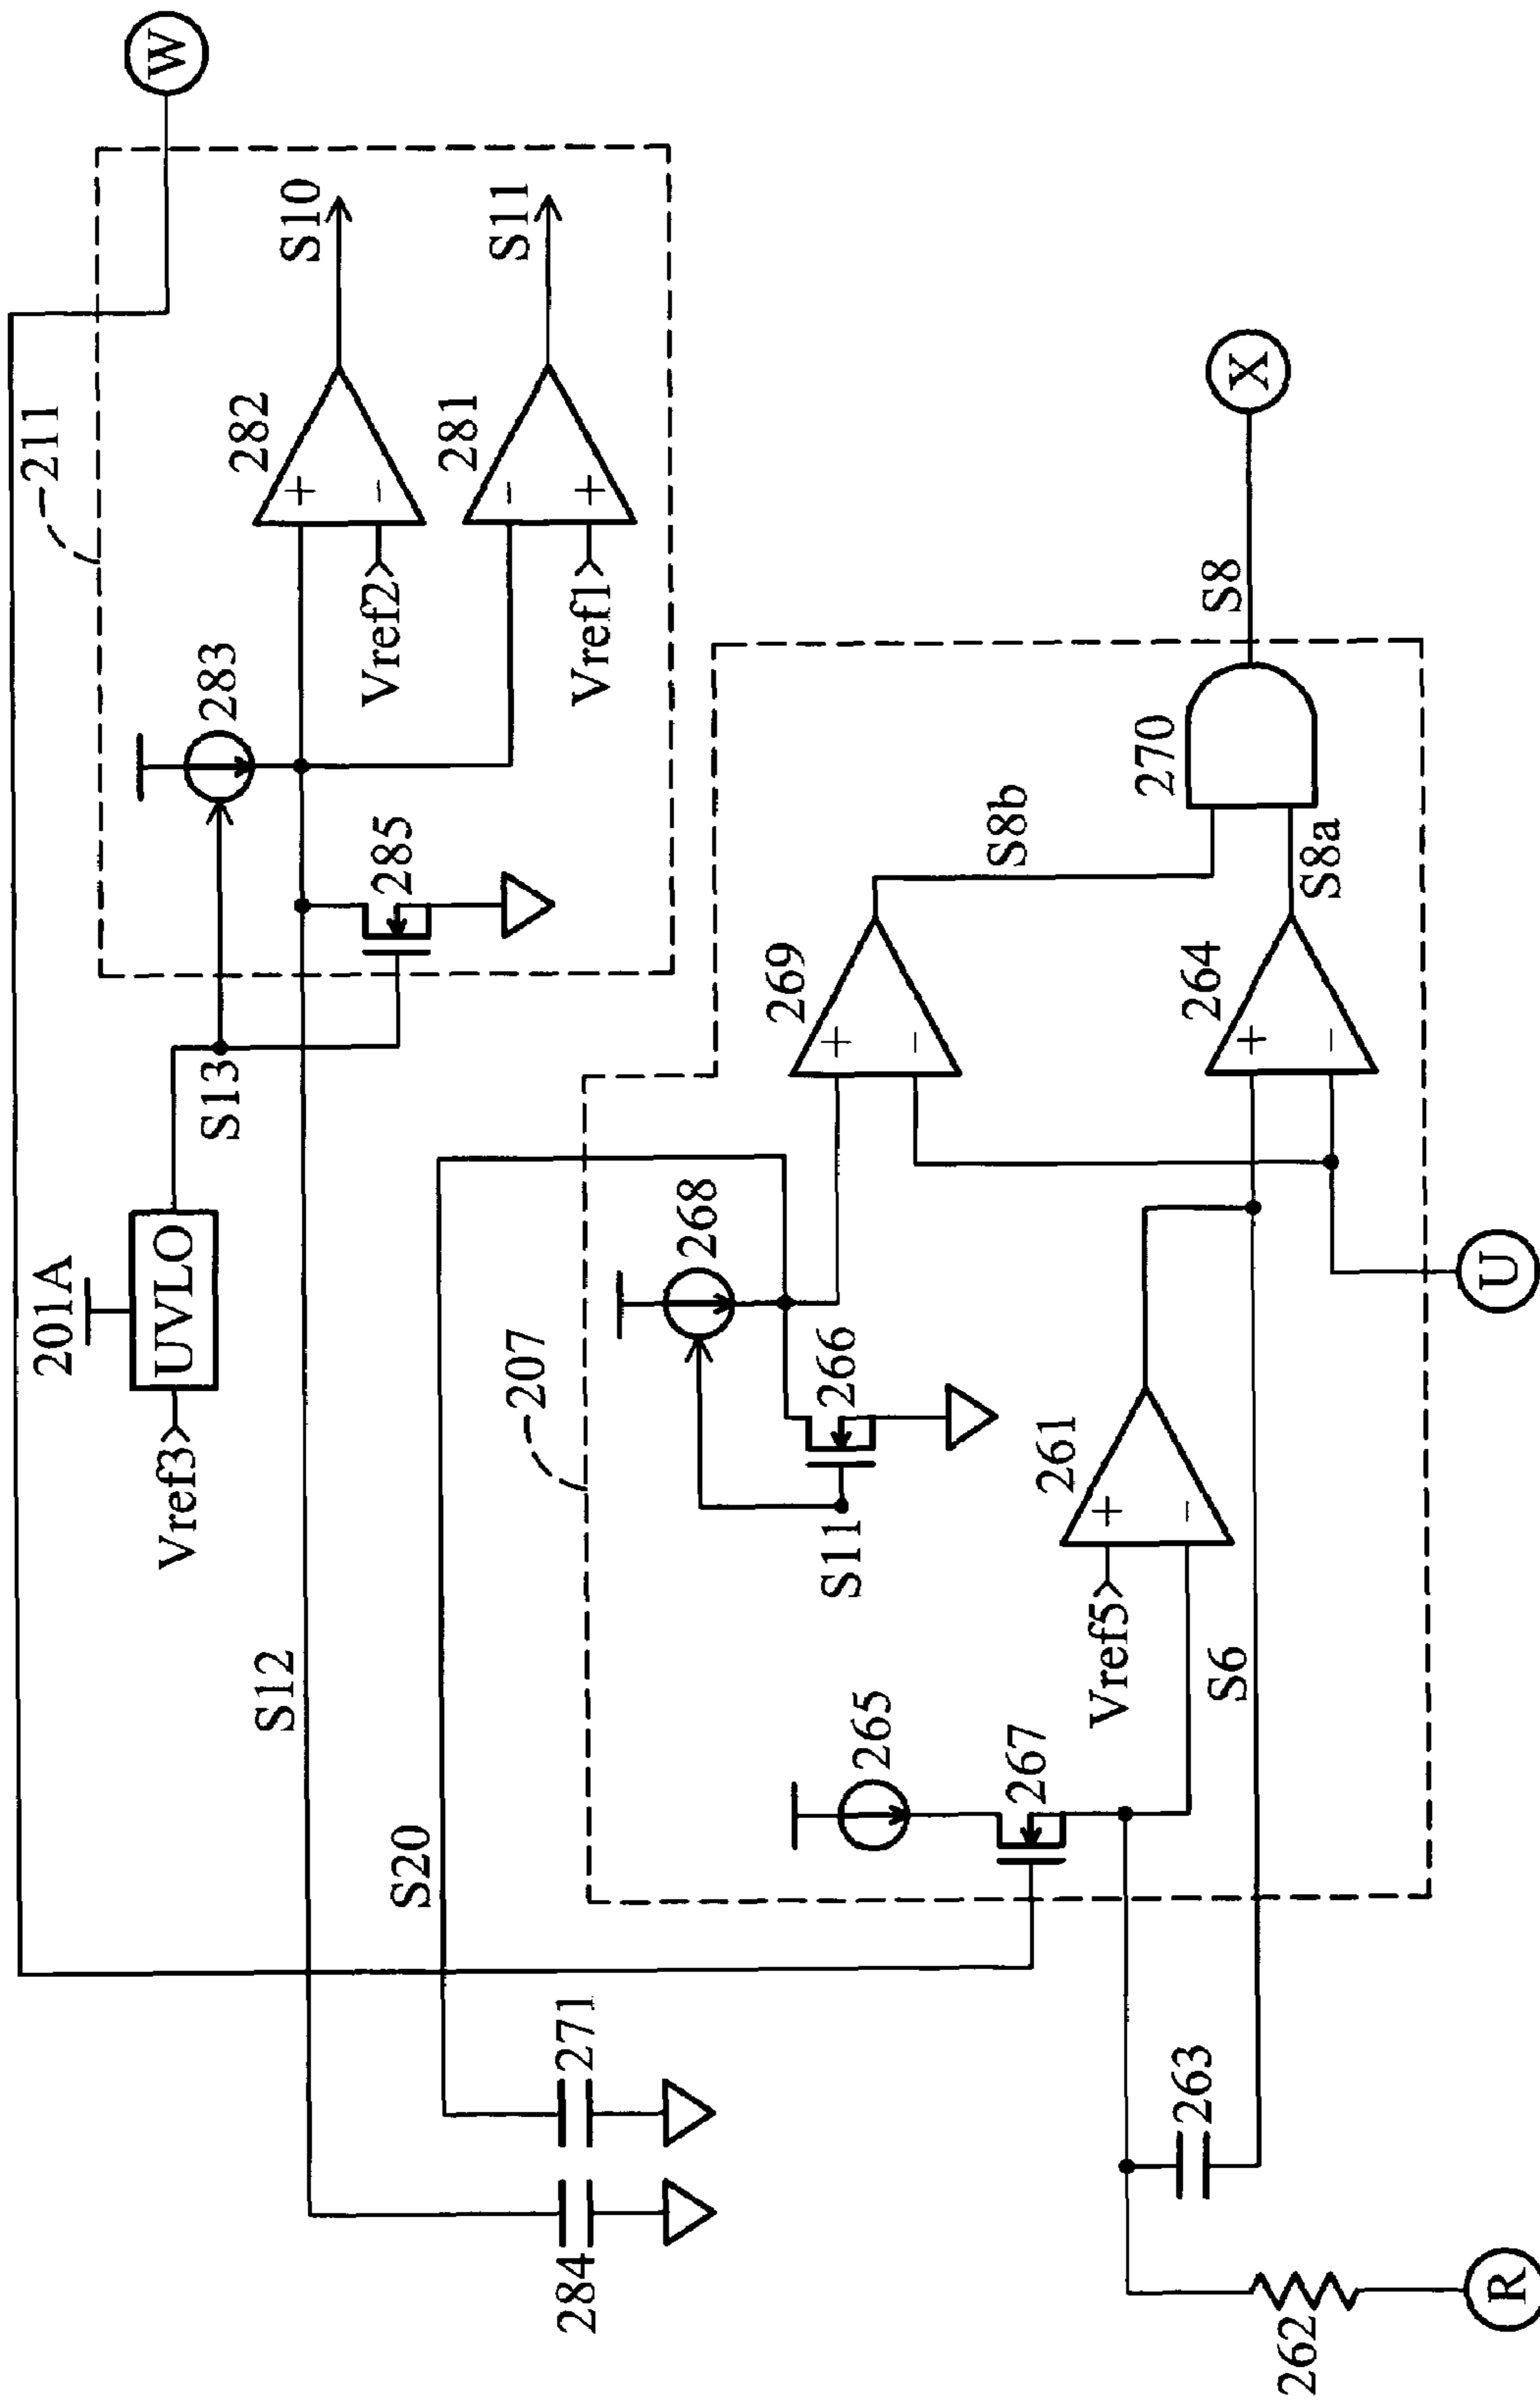 W
211
S10
282
S11
281
283
Vref2
Vref1
285
S13
201A
UVLO
Vref3
S12
S20
X
S8
270
S8b
S8a
269
264
207
268
266
S11
261
Vref5
S6
265
267
U
271
284
263
262
R